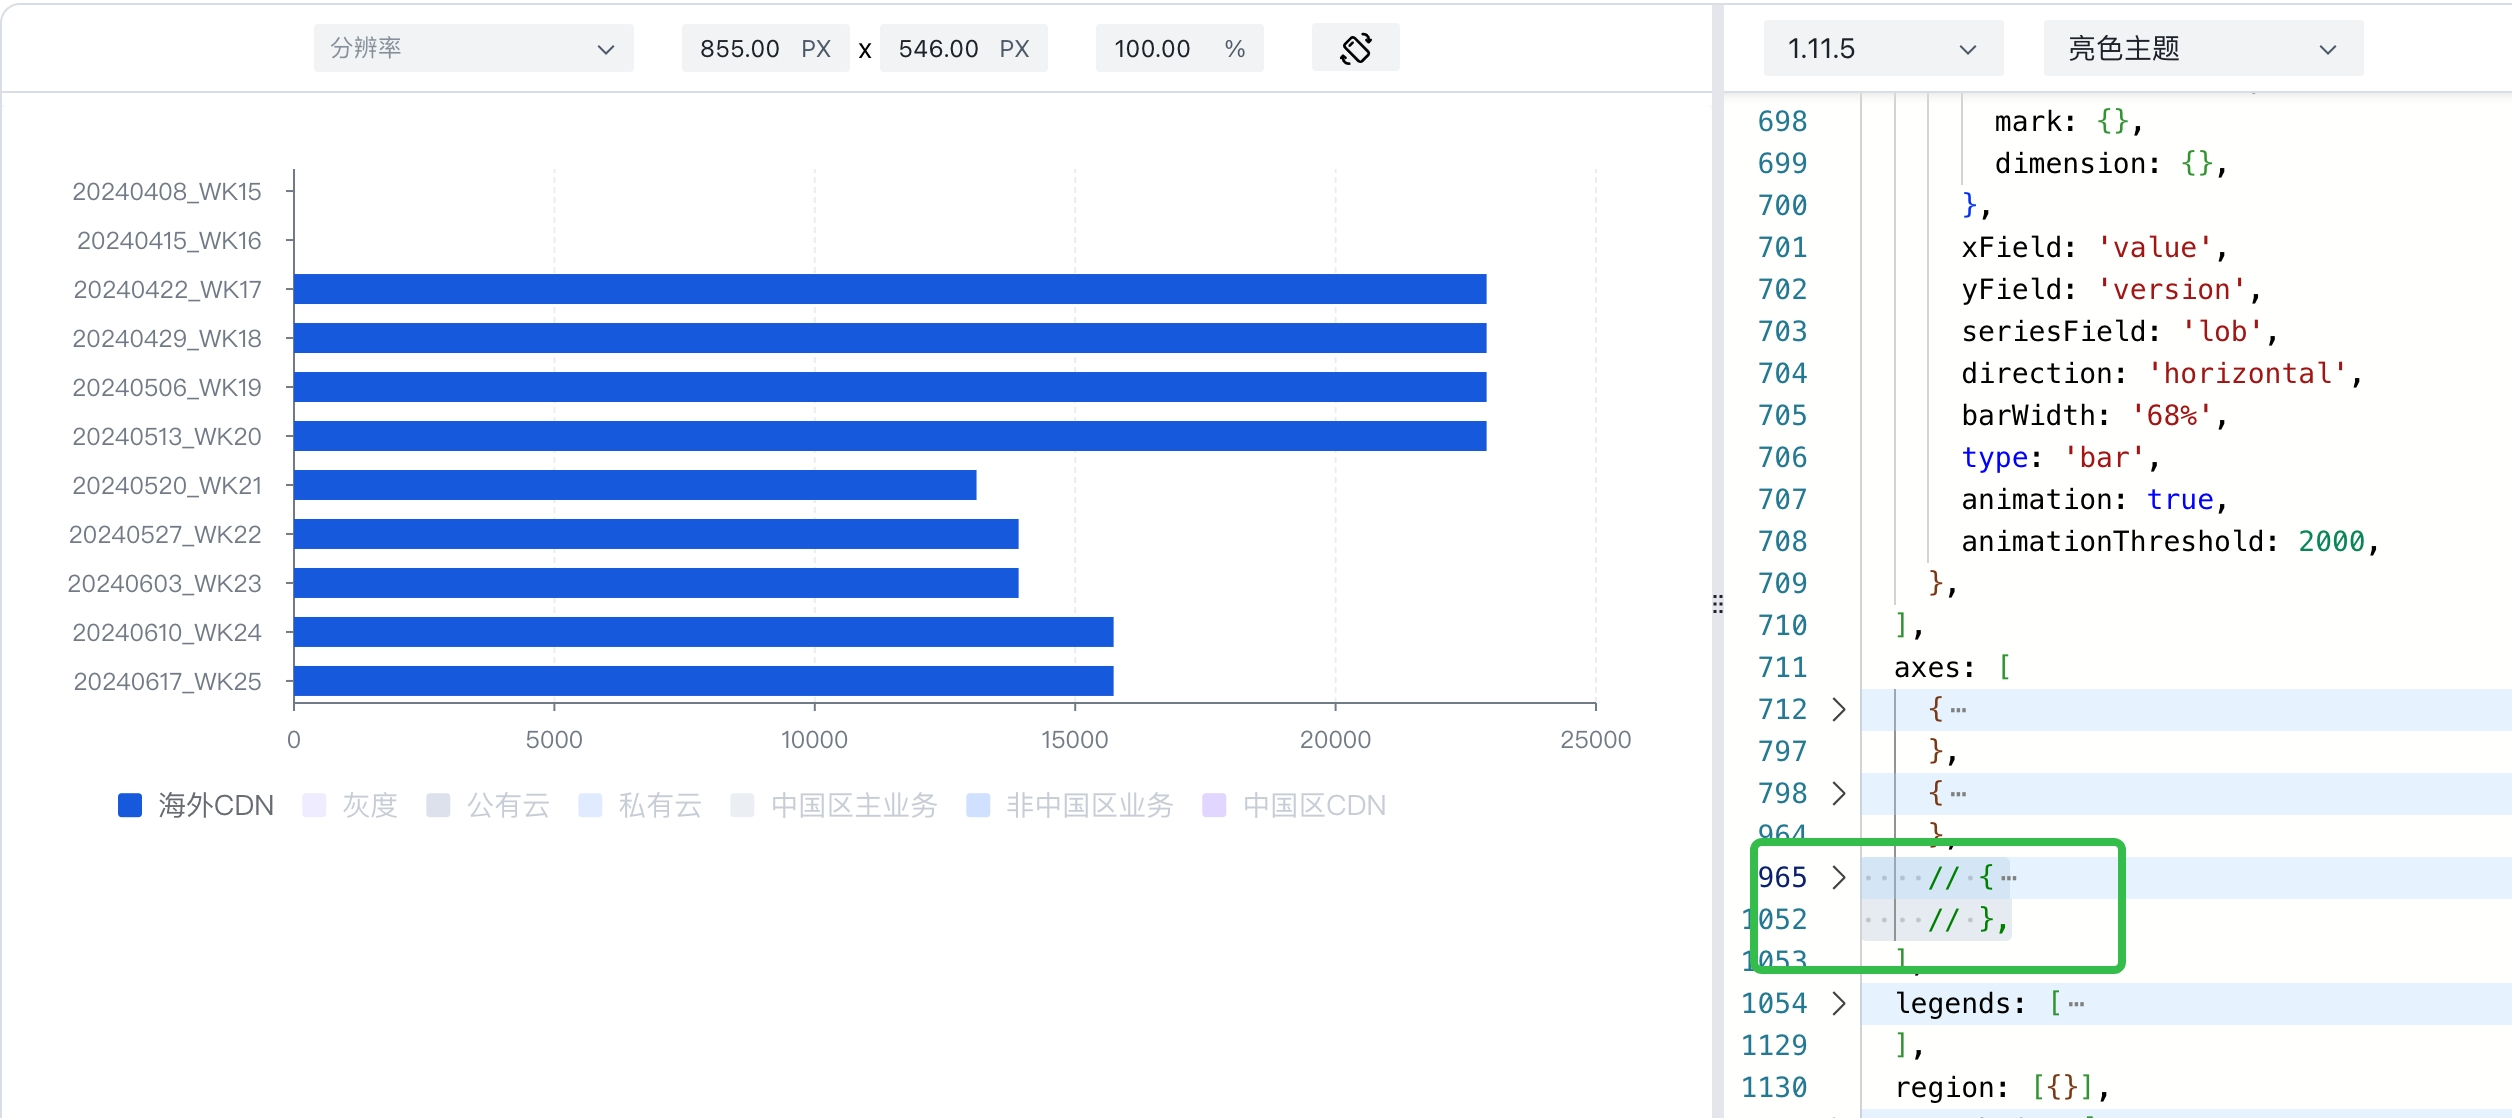 分辨率
855.00 PX x 546.00 PX
100.00 %
1.11.5
亮色主题
20240408_WK15
20240415_WK16
20240422_WK17
20240429_WK18
20240506_WK19
20240513_WK20
20240520_WK21
20240527_WK22
20240603_WK23
20240610_WK24
20240617_WK25
0 5000 10000 15000 20000 25000
海外CDN 灰度 公有云 私有云 中国区主业务 非中国区业务 中国区CDN
698 mark: {},
699 dimension: {},
700 },
701 xField: 'value',
702 yField: 'version',
703 seriesField: 'lob',
704 direction: 'horizontal',
705 barWidth: '68%',
706 type: 'bar',
707 animation: true,
708 animationThreshold: 2000,
709 },
710 ],
711 axes: [
712 {⋯
797 },
798 {⋯
964 },
965 // {⋯
1052 // },
1053 ],
1054 legends: [⋯
1129 ],
1130 region: [{}],